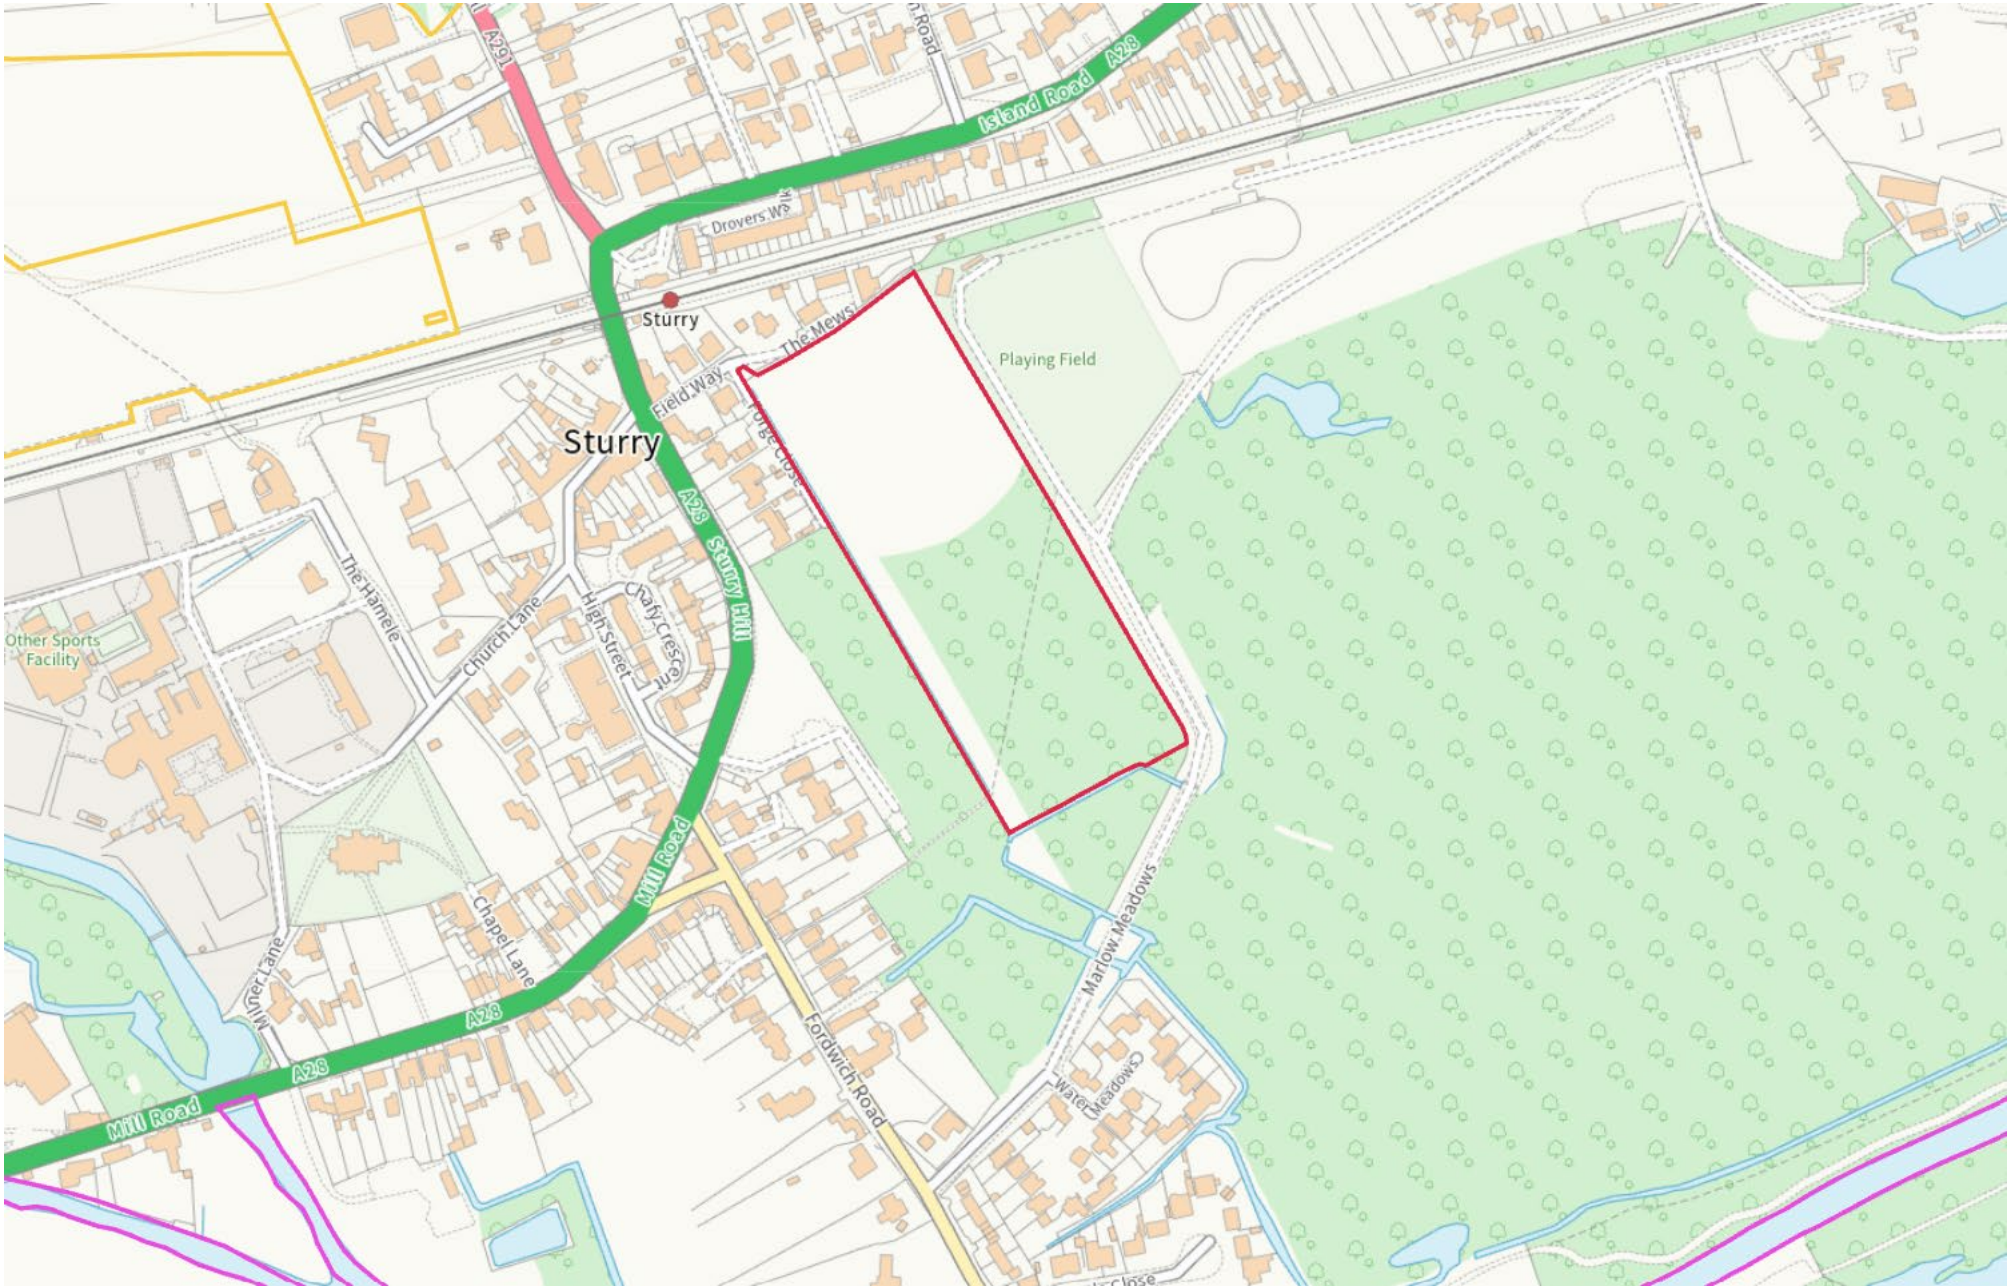 A291
Island Road A28
Drovers W
Sturry
The Mews
Field Way
Playing Field
Forge Close
Sturry
A28
Sturry Hill
The Hamele
Church Lane
High Street
Chafy Crescent
Other Sports
Facility
Mill Road
Chapel Lane
Milner Lane
Marlow Meadows
A28
A28
Mill Road
Fordwich Road
Water
Meadows
Close